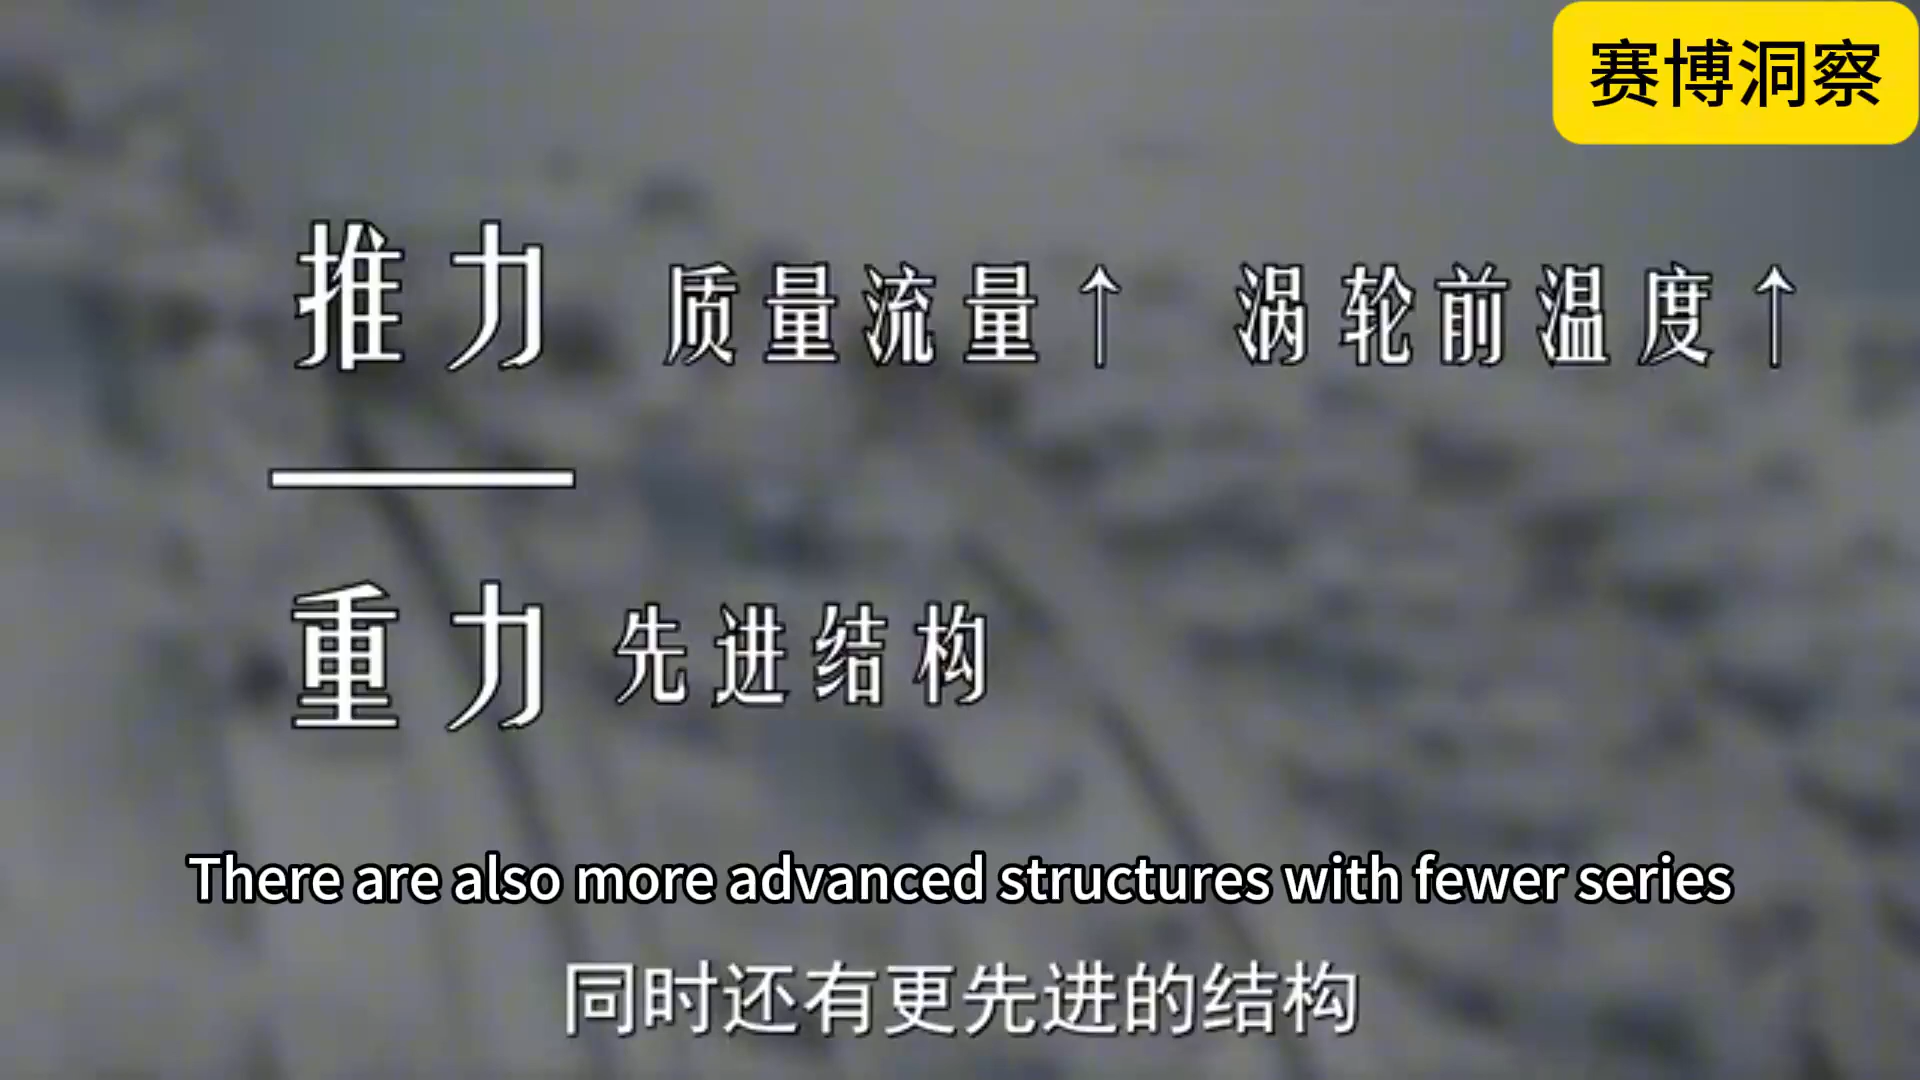 赛博洞察
推力 质量流量↑ 涡轮前温度↑
重力 先进结构
There are also more advanced structures with fewer series
同时还有更先进的结构